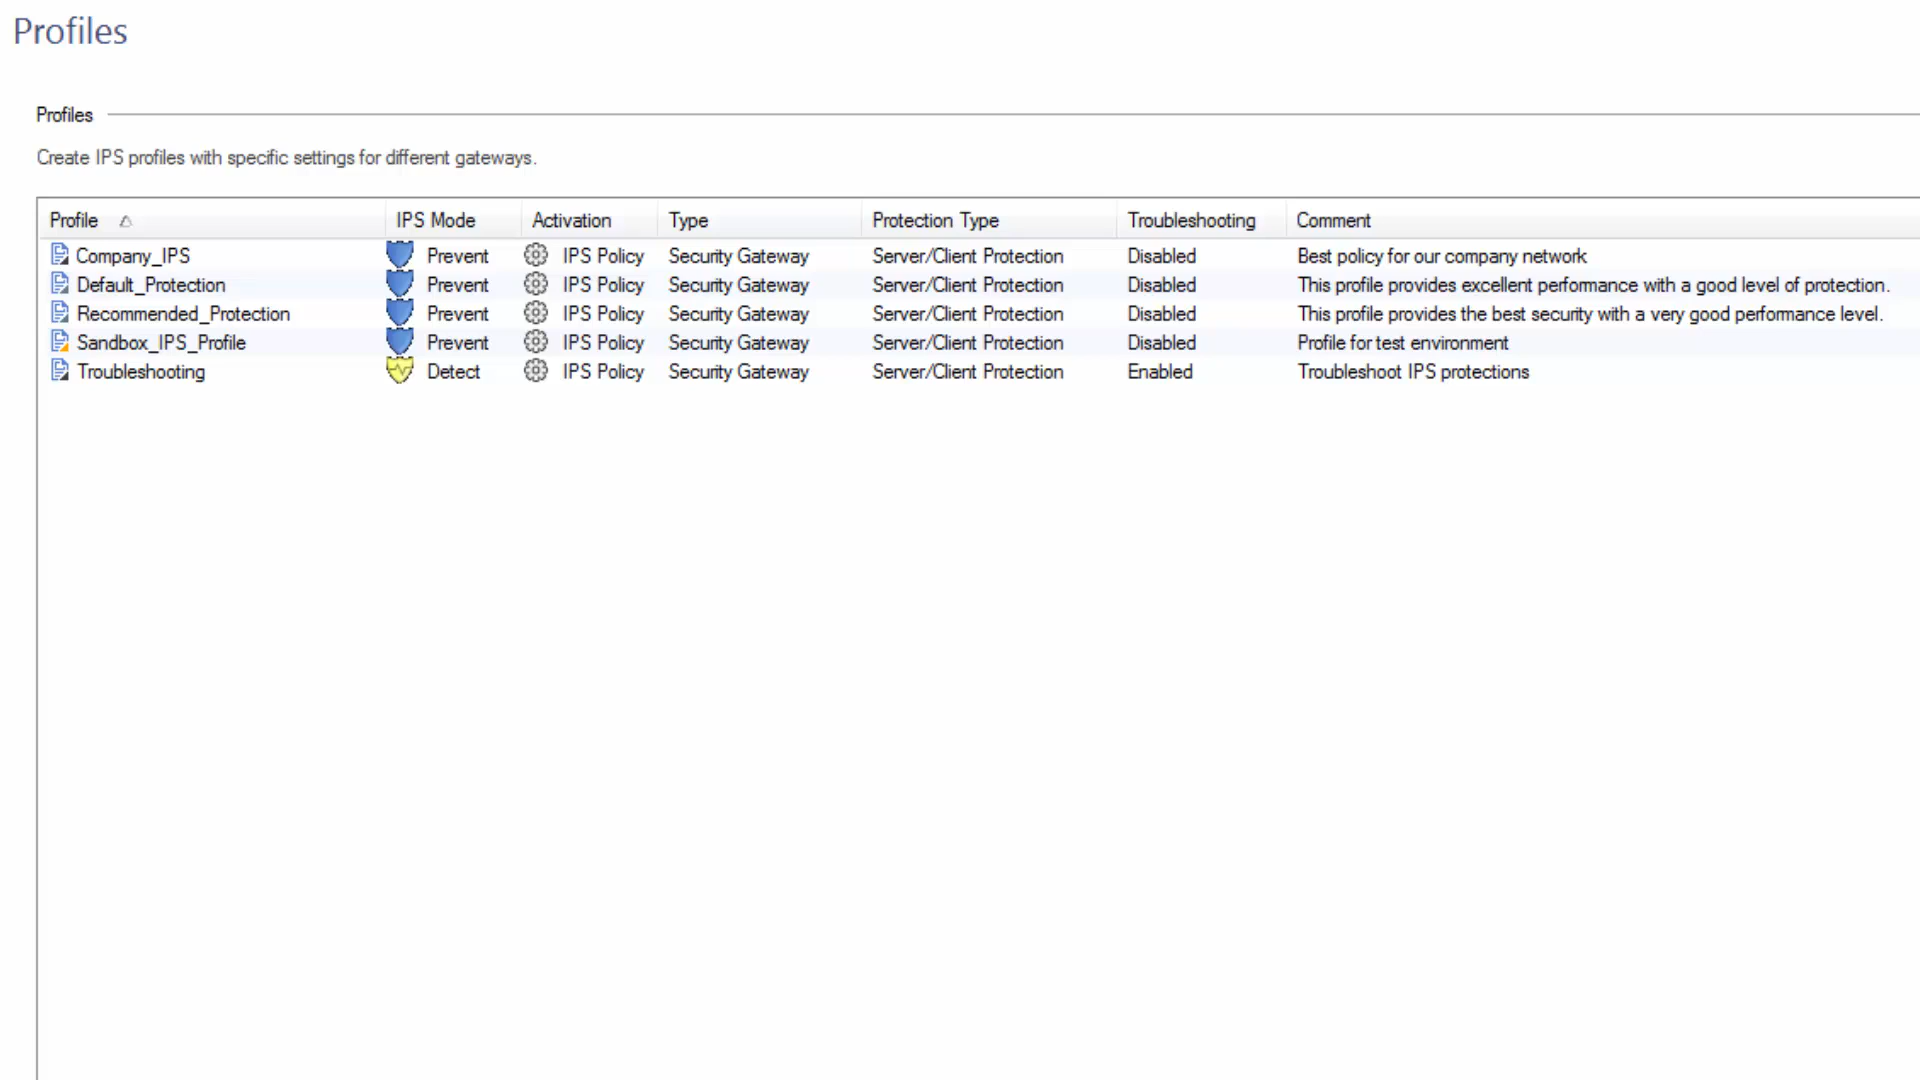 Profiles
Profiles
Create IPS profiles with specific settings for different gateways.
Profile IPS Mode Activation Type Protection Type Troubleshooting Comment
Company_IPS Prevent IPS Policy Security Gateway Server/Client Protection Disabled Best policy for our company network
Default_Protection Prevent IPS Policy Security Gateway Server/Client Protection Disabled This profile provides excellent performance with a good level of protection.
Recommended_Protection Prevent IPS Policy Security Gateway Server/Client Protection Disabled This profile provides the best security with a very good performance level.
Sandbox_IPS_Profile Prevent IPS Policy Security Gateway Server/Client Protection Disabled Profile for test environment
Troubleshooting Detect IPS Policy Security Gateway Server/Client Protection Enabled Troubleshoot IPS protections